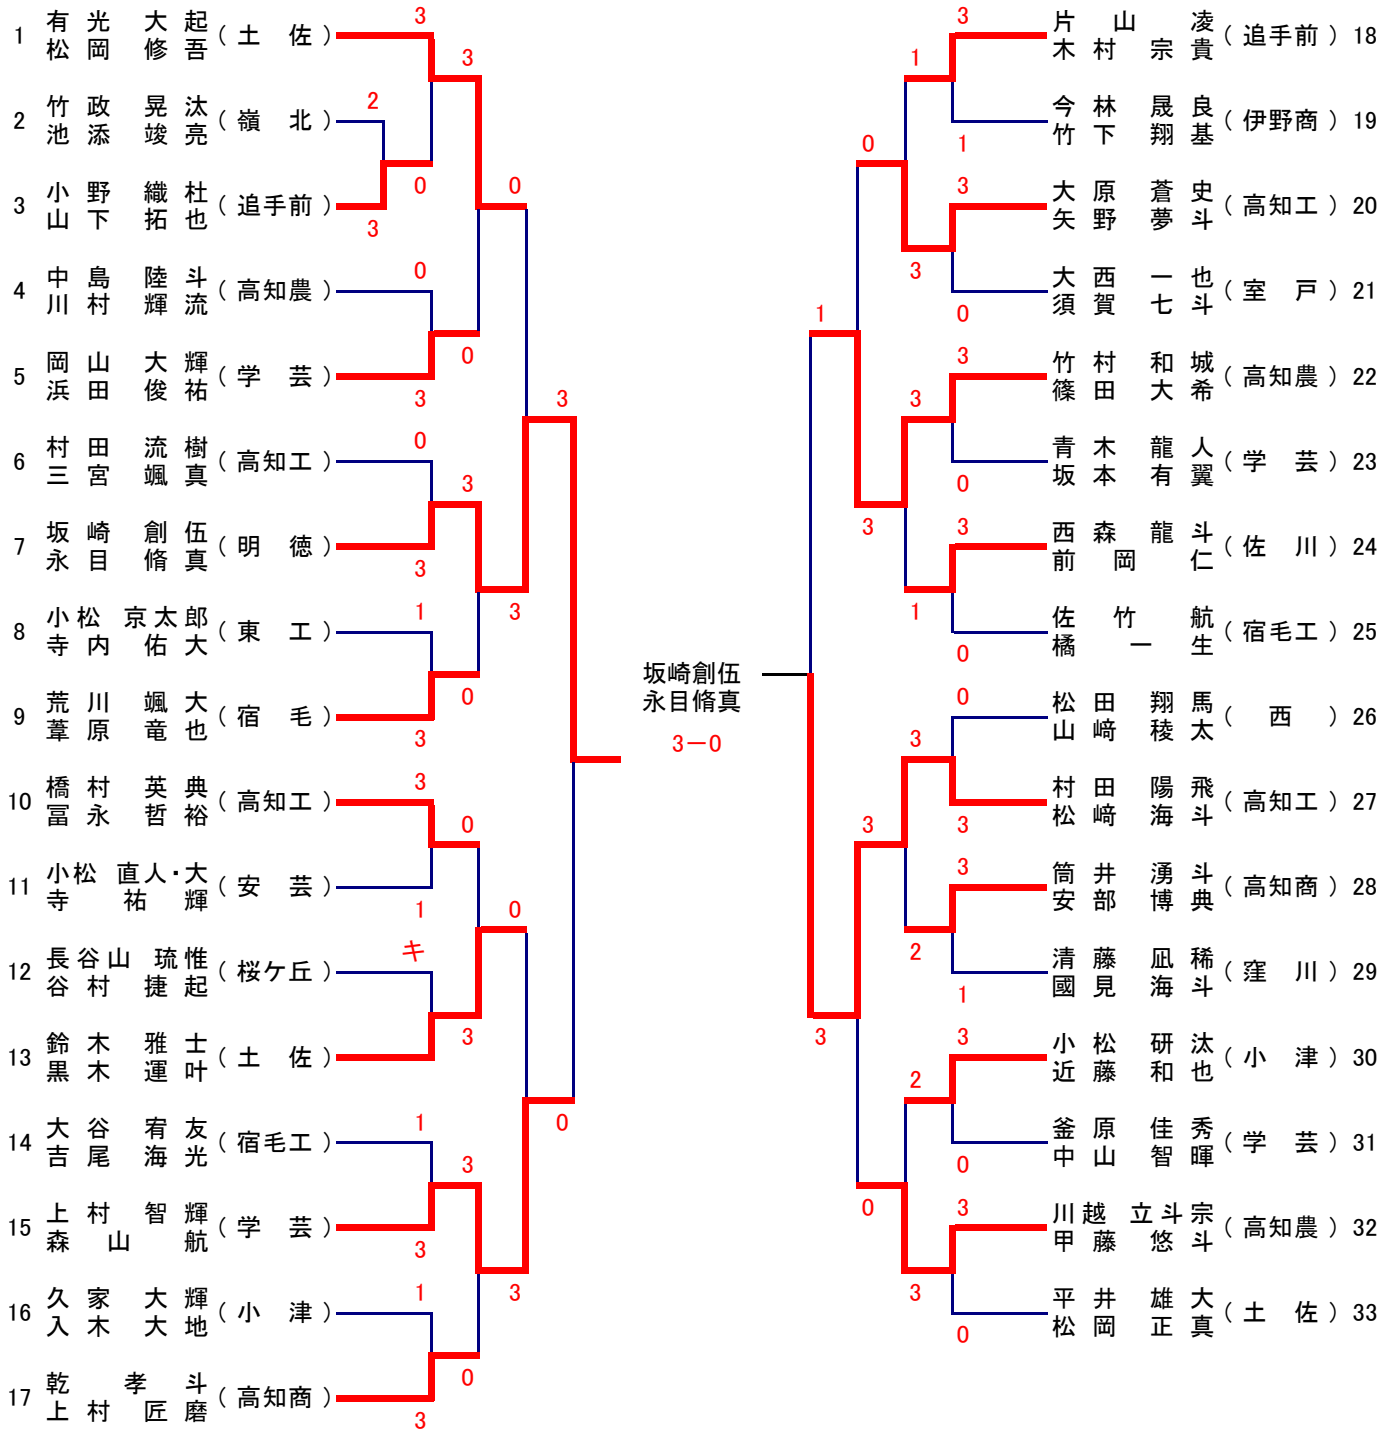 1 有光大起 松岡修吾 (土佐) 3
3
2 竹政晃汰 池添竣亮 (嶺北) 2
0
3 小野織杜 山下拓也 (追手前) 3
0
4 中島陸斗 川村輝流 (高知農) 0
0
5 岡山大輝 浜田俊祐 (学芸) 3
3
6 村田流樹 三宮颯真 (高知工) 0
3
7 坂崎創伍 永目脩真 (明徳) 3
3
8 小松京太郎 寺内佑大 (東工) 1
0
9 荒川颯大 葦原竜也 (宿毛) 3
10 橋村英典 冨永哲裕 (高知工) 3
0
11 小松直人・大 寺祐輝 (安芸) 1
0
12 長谷山琉惟 谷村捷起 (桜ケ丘) キ
3
13 鈴木雅士 黒木運叶 (土佐)
0
14 大谷宥友 吉尾海光 (宿毛工) 1
3
15 上村智輝 森山航 (学芸) 3
3
16 久家大輝 入木大地 (小津) 1
0
17 乾孝斗 上村匠磨 (高知商) 3
坂崎創伍
永目脩真
3－0
3 片山凌 木村宗貴 (追手前) 18
1
1 今林晟良 竹下翔基 (伊野商) 19
0
3 大原蒼史 矢野夢斗 (高知工) 20
3
0 大西一也 須賀七斗 (室戸) 21
1
3 竹村和城 篠田大希 (高知農) 22
3
0 青木龍人 坂本有翼 (学芸) 23
3
3 西森龍斗 前岡仁 (佐川) 24
1
0 佐竹航 橘一生 (宿毛工) 25
0 松田翔馬 山﨑稜太 (西) 26
3
3 村田陽飛 松﨑海斗 (高知工) 27
3
3 筒井湧斗 安部博典 (高知商) 28
2
1 清藤凪稀 國見海斗 (窪川) 29
3
3 小松研汰 近藤和也 (小津) 30
2
0 釜原佳秀 中山智暉 (学芸) 31
0
3 川越立斗宗 甲藤悠斗 (高知農) 32
3
0 平井雄大 松岡正真 (土佐) 33